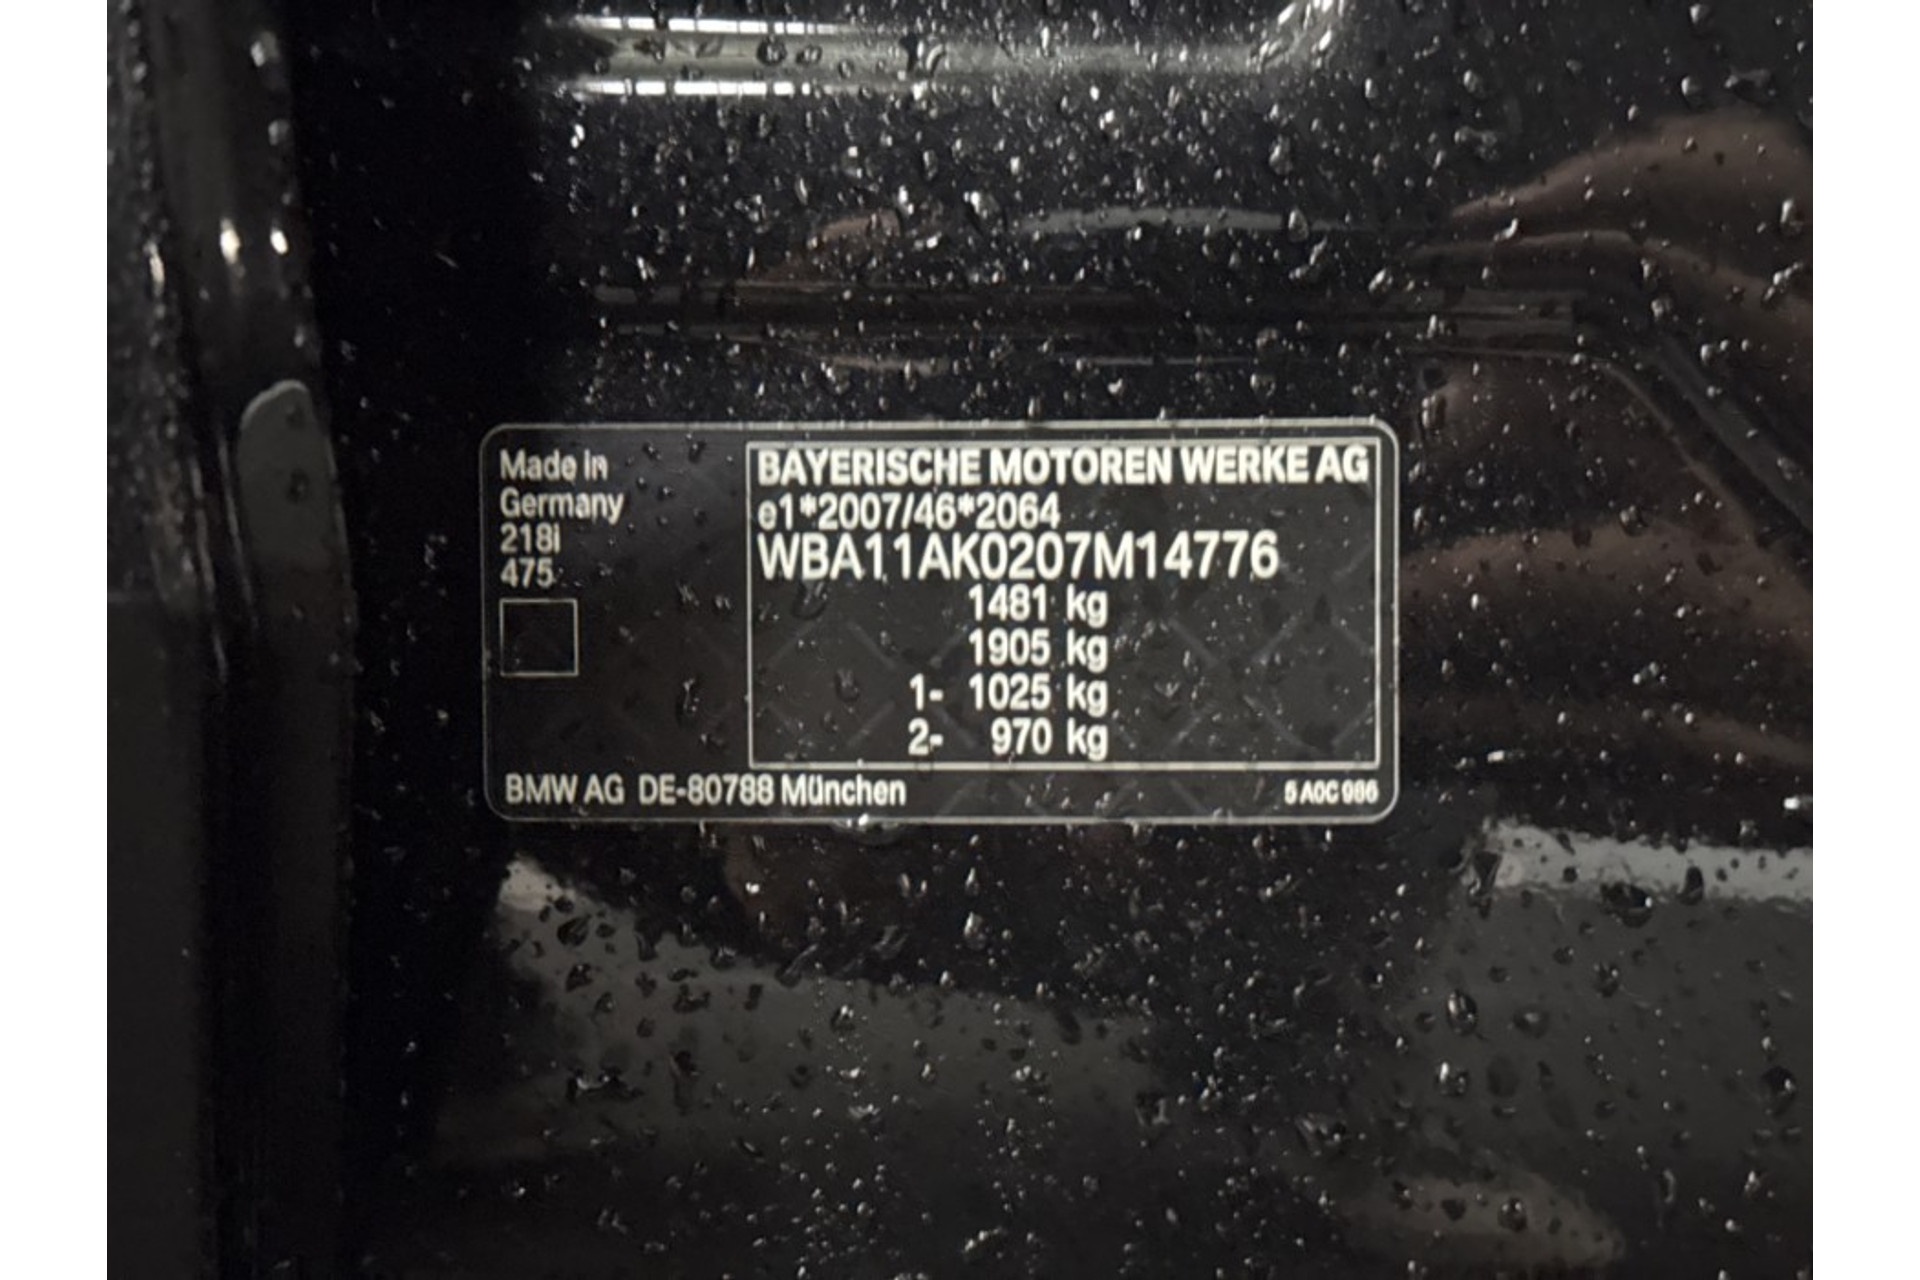 Made in
Germany
218i
475
BAYERISCHE MOTOREN WERKE AG
e1*2007/46*2064
WBA11AK0207M14776
1481 kg
1905 kg
1- 1025 kg
2- 970 kg
BMW AG DE-80788 München
5 A0C 986